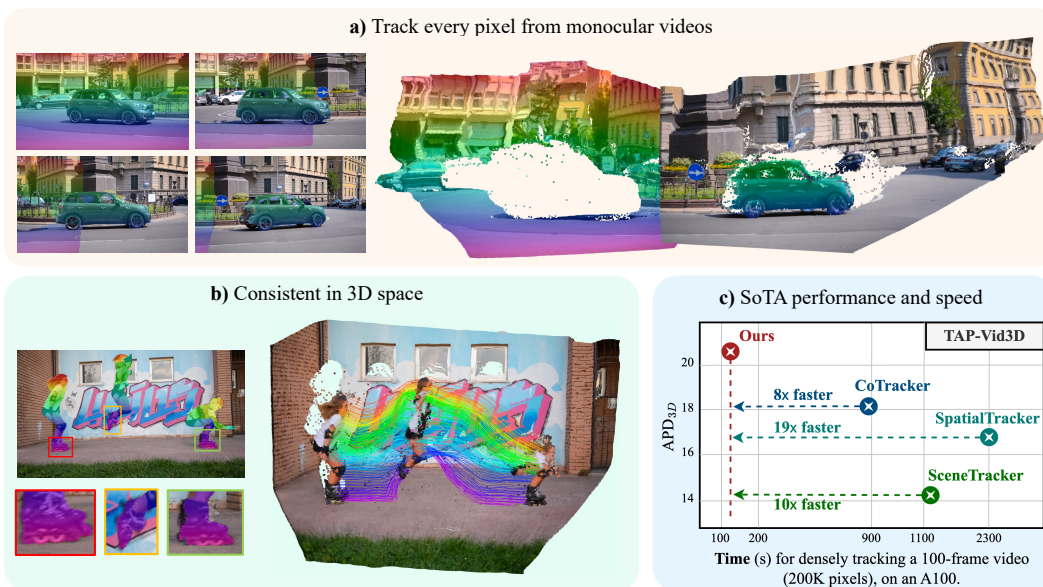 a) Track every pixel from monocular videos
b) Consistent in 3D space
c) SoTA performance and speed
TAP-Vid3D
Ours
CoTracker
8x faster
SpatialTracker
19x faster
SceneTracker
10x faster
APD3D
20
18
16
14
100 200 900 1100 2300
Time (s) for densely tracking a 100-frame video
(200K pixels), on an A100.